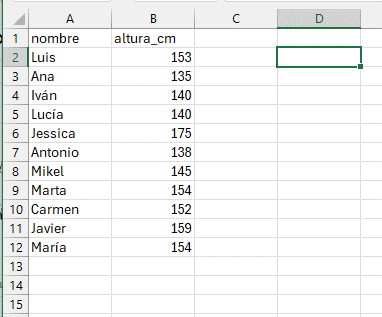 A B C D
1 nombre altura_cm
2 Luis 153
3 Ana 135
4 Iván 140
5 Lucía 140
6 Jessica 175
7 Antonio 138
8 Mikel 145
9 Marta 154
10 Carmen 152
11 Javier 159
12 María 154
13
14
15